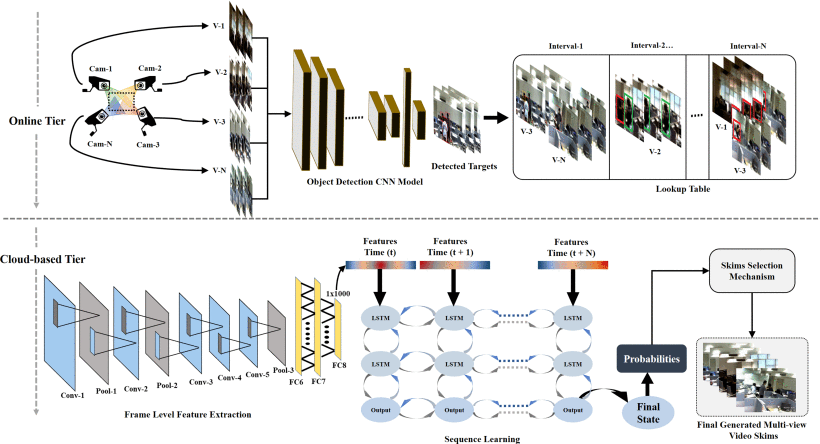 V-1
Interval-1
Interval-2...
Interval-N
Cam-1
Cam-2
V-2
Online Tier
V-3
Cam-N
Cam-3
V-3
V-N
V-2
V-1
V-3
V-N
Detected Targets
Object Detection CNN Model
Lookup Table
Cloud-based Tier
Features
Time (t)
Features
Time (t + 1)
Features
Time (t + N)
Skims Selection
Mechanism
1x1000
LSTM
LSTM
LSTM
LSTM
LSTM
LSTM
Probabilities
Conv-1
Pool-1
Conv-2
Pool-2
Conv-3
Conv-4
Conv-5
Pool-3
FC6
FC7
FC8
Output
Output
Output
Final
State
Frame Level Feature Extraction
Sequence Learning
Final Generated Multi-view
Video Skims